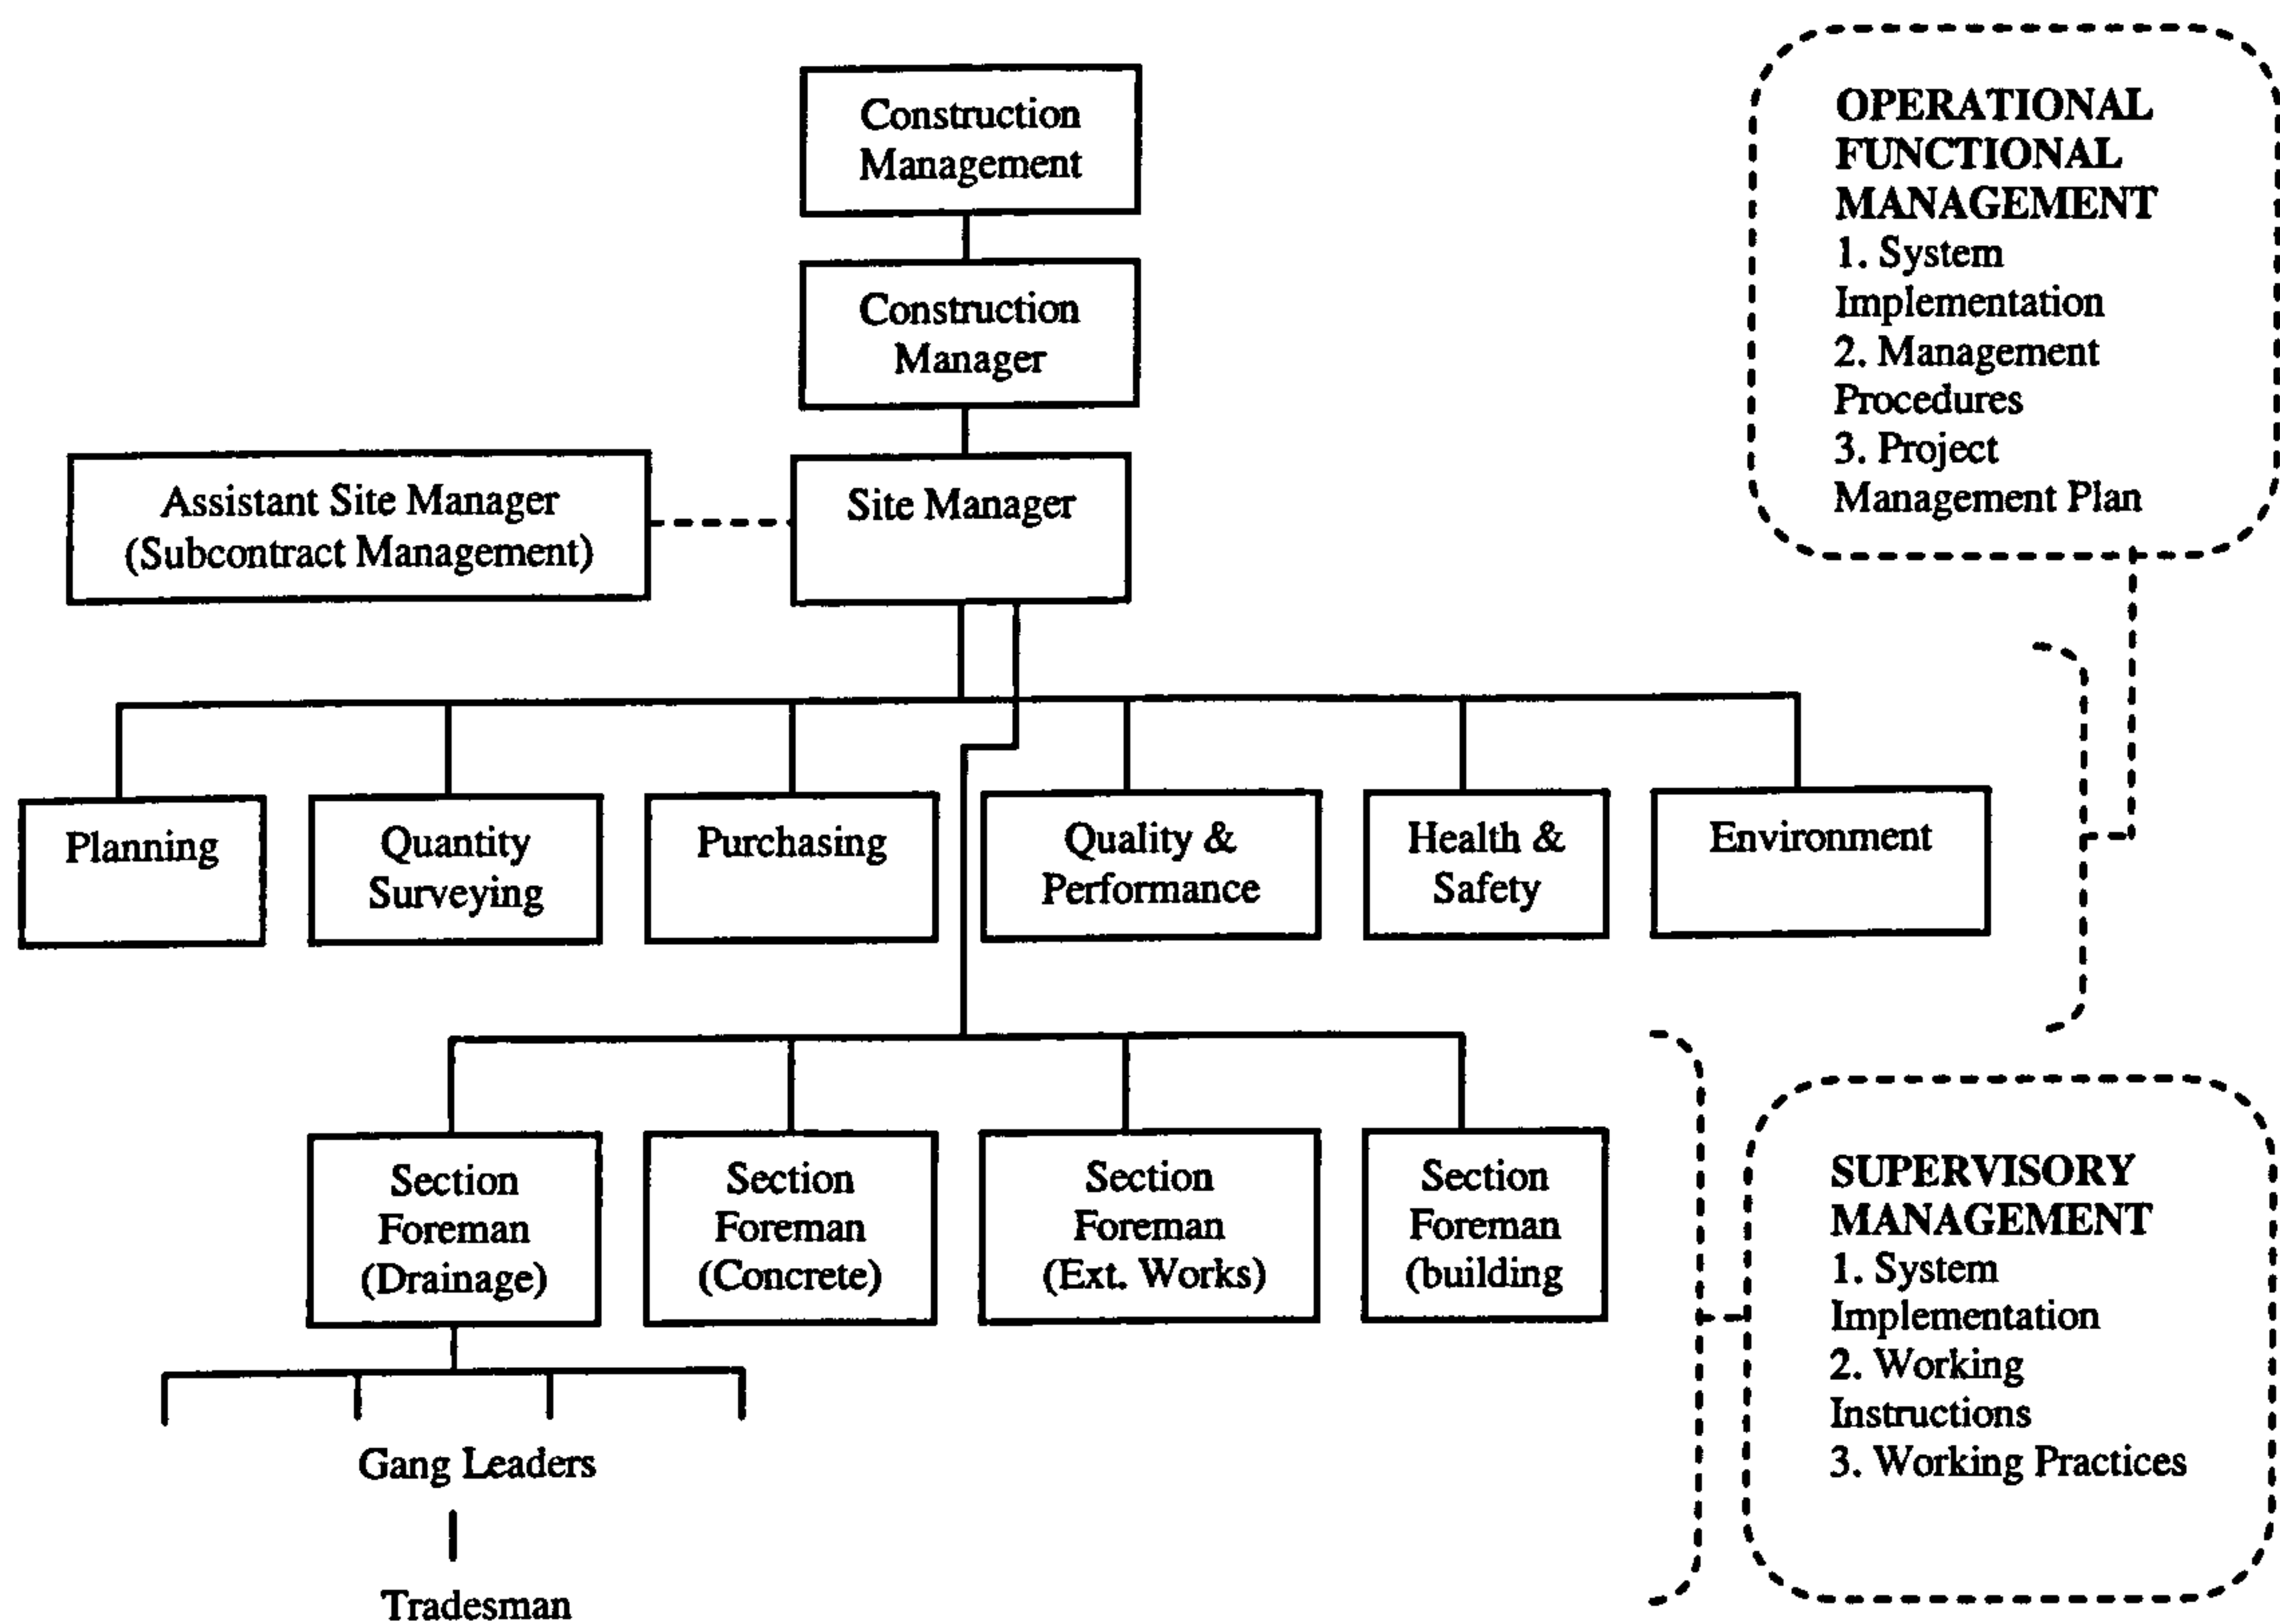 Construction
Management
Construction
Manager
Assistant Site Manager
(Subcontract Management)
Site Manager
OPERATIONAL
FUNCTIONAL
MANAGEMENT
1. System
Implementation
2. Management
Procedures
3. Project
Management Plan
Planning
Quantity
Surveying
Purchasing
Quality &
Performance
Health &
Safety
Environment
Section
Foreman
(Drainage)
Section
Foreman
(Concrete)
Section
Foreman
(Ext. Works)
Section
Foreman
(building
SUPERVISORY
MANAGEMENT
1. System
Implementation
2. Working
Instructions
3. Working Practices
Gang Leaders
Tradesman